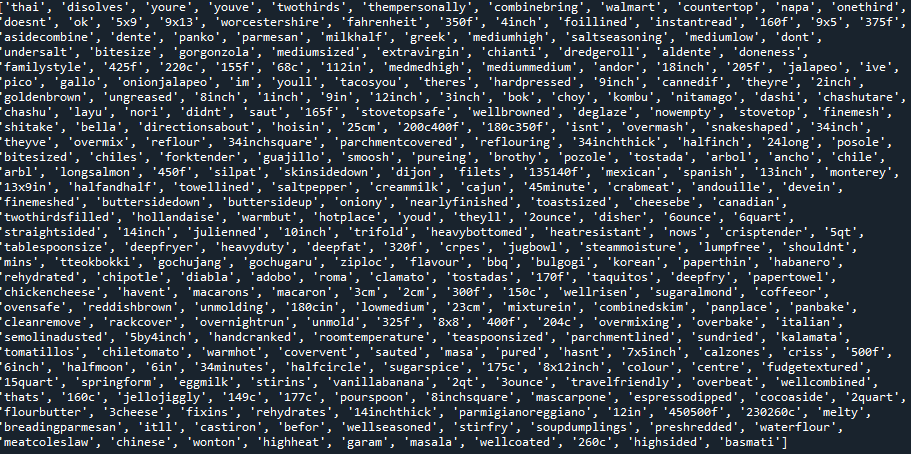 ['thai', 'disolves', 'youre', 'youve', 'twothirds', 'thempersonally', 'combinebring', 'walmart', 'countertop', 'napa', 'onethird',
'doesnt', 'ok', '5x9', '9x13', 'worcestershire', 'fahrenheit', '350f', '4inch', 'foillined', 'instantread', '160f', '9x5', '375f',
'asidecombine', 'dente', 'panko', 'parmesan', 'milkhalf', 'greek', 'mediumhigh', 'saltseasoning', 'mediumlow', 'dont',
'undersalt', 'bitesize', 'gorgonzola', 'mediumsized', 'extravirgin', 'chianti', 'dredgeroll', 'aldente', 'doneness',
'familystyle', '425f', '220c', '155f', '68c', '112in', 'medmedhigh', 'mediummedium', 'andor', '18inch', '205f', 'jalapeo', 'ive',
'pico', 'gallo', 'onionjalapeo', 'im', 'youll', 'tacosyou', 'theres', 'hardpressed', '9inch', 'cannedif', 'theyre', '2inch',
'goldenbrown', 'ungreased', '8inch', '1inch', '9in', '12inch', '3inch', 'bok', 'choy', 'kombu', 'nitamago', 'dashi', 'chashutare',
'chashu', 'layu', 'nori', 'didnt', 'saut', '165f', 'stovetopsafe', 'wellbrowned', 'deglaze', 'nowempty', 'stovetop', 'finemesh',
'shitake', 'bella', 'directionsabout', 'hoisin', '25cm', '200c400f', '180c350f', 'isnt', 'overmash', 'snakeshaped', '34inch',
'theyve', 'overmix', 'reflour', '34inchsquare', 'parchmentcovered', 'reflouring', '34inchthick', 'halfinch', '24long', 'posole',
'bitesized', 'chiles', 'forktender', 'guajillo', 'smoosh', 'pureing', 'brothy', 'pozole', 'tostada', 'arbol', 'ancho', 'chile',
'arbl', 'longsalmon', '450f', 'silpat', 'skinsidedown', 'dijon', 'filets', '135140f', 'mexican', 'spanish', '13inch', 'monterey',
'13x9in', 'halfandhalf', 'towellined', 'saltpepper', 'creammilk', 'cajun', '45minute', 'crabmeat', 'andouille', 'devein',
'finemeshed', 'buttersidedown', 'buttersideup', 'oniony', 'nearlyfinished', 'toastsized', 'cheesebe', 'canadian',
'twothirdsfilled', 'hollandaise', 'warmbut', 'hotplace', 'youd', 'theyll', '2ounce', 'disher', '6ounce', '6quart',
'straightsided', '14inch', 'julienned', '10inch', 'trifold', 'heavybottomed', 'heatresistant', 'nows', 'crisptender', '5qt',
'tablespoonsize', 'deepfryer', 'heavyduty', 'deepfat', '320f', 'crpes', 'jugbowl', 'steammoisture', 'lumpfree', 'shouldnt',
'mins', 'tteokbokki', 'gochujang', 'gochugaru', 'ziploc', 'flavour', 'bbq', 'bulgogi', 'korean', 'paperthin', 'habanero',
'rehydrated', 'chipotle', 'diabla', 'adobo', 'roma', 'clamato', 'tostadas', '170f', 'taquitos', 'deepfry', 'papertowel',
'chickencheese', 'havent', 'macarons', 'macaron', '3cm', '2cm', '300f', '150c', 'wellrisen', 'sugaralmond', 'coffeeor',
'ovensafe', 'reddishbrown', 'unmolding', '180cin', 'lowmedium', '23cm', 'mixturein', 'combinedskim', 'panplace', 'panbake',
'cleanremove', 'rackcover', 'overnightrun', 'unmold', '325f', '8x8', '400f', '204c', 'overmixing', 'overbake', 'italian',
'semolinadusted', '5by4inch', 'handcranked', 'roomtemperature', 'teaspoonsized', 'parchmentlined', 'sundried', 'kalamata',
'tomatillos', 'chiletomato', 'warmhot', 'covervent', 'sauted', 'masa', 'pured', 'hasnt', '7x5inch', 'calzones', 'criss', '500f',
'6inch', 'halfmoon', '6in', '34minutes', 'halfcircle', 'sugarspice', '175c', '8x12inch', 'colour', 'centre', 'fudgetextured',
'15quart', 'springform', 'eggmilk', 'stirins', 'vanillabanana', '2qt', '3ounce', 'travelfriendly', 'overbeat', 'wellcombined',
'thats', '160c', 'jellojiggly', '149c', '177c', 'pourspoon', '8inchsquare', 'mascarpone', 'espressodipped', 'cocoaside', '2quart',
'flourbutter', '3cheese', 'fixins', 'rehydrates', '14inchthick', 'parmigianoreggiano', '12in', '450500f', '230260c', 'melty',
'breadingparmesan', 'itll', 'castiron', 'befor', 'wellseasoned', 'stirfry', 'soupdumplings', 'preshredded', 'waterflour',
'meatcoleslaw', 'chinese', 'wonton', 'highheat', 'garam', 'masala', 'wellcoated', '260c', 'highsided', 'basmati']